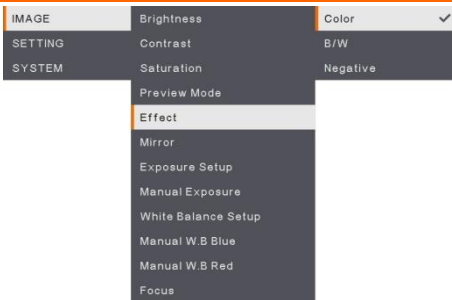 IMAGE
SETTING
SYSTEM
Brightness
Contrast
Saturation
Preview Mode
Effect
Mirror
Exposure Setup
Manual Exposure
White Balance Setup
Manual W.B Blue
Manual W.B Red
Focus
Color
B/W
Negative